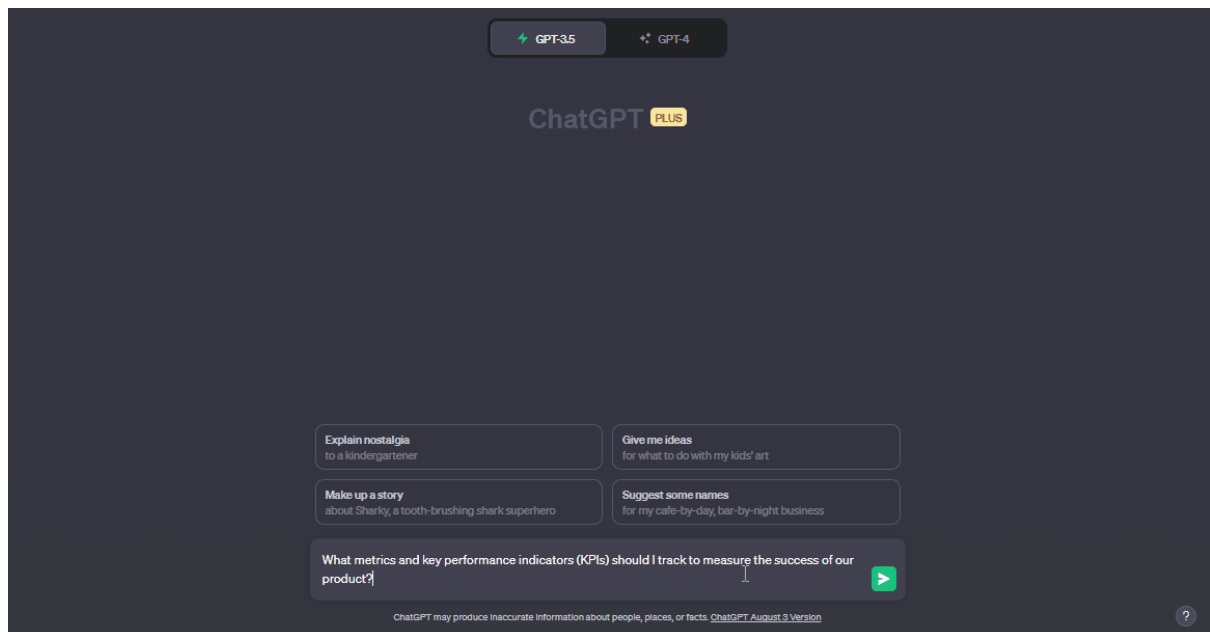 GPT-3.5
GPT-4
ChatGPT PLUS
Explain nostalgia
to a kindergartener
Give me ideas
for what to do with my kids' art
Make up a story
about Sharky, a tooth-brushing shark superhero
Suggest some names
for my cafe-by-day, bar-by-night business
What metrics and key performance indicators (KPIs) should I track to measure the success of our
product?
ChatGPT may produce inaccurate information about people, places, or facts. ChatGPT August 3 Version
?